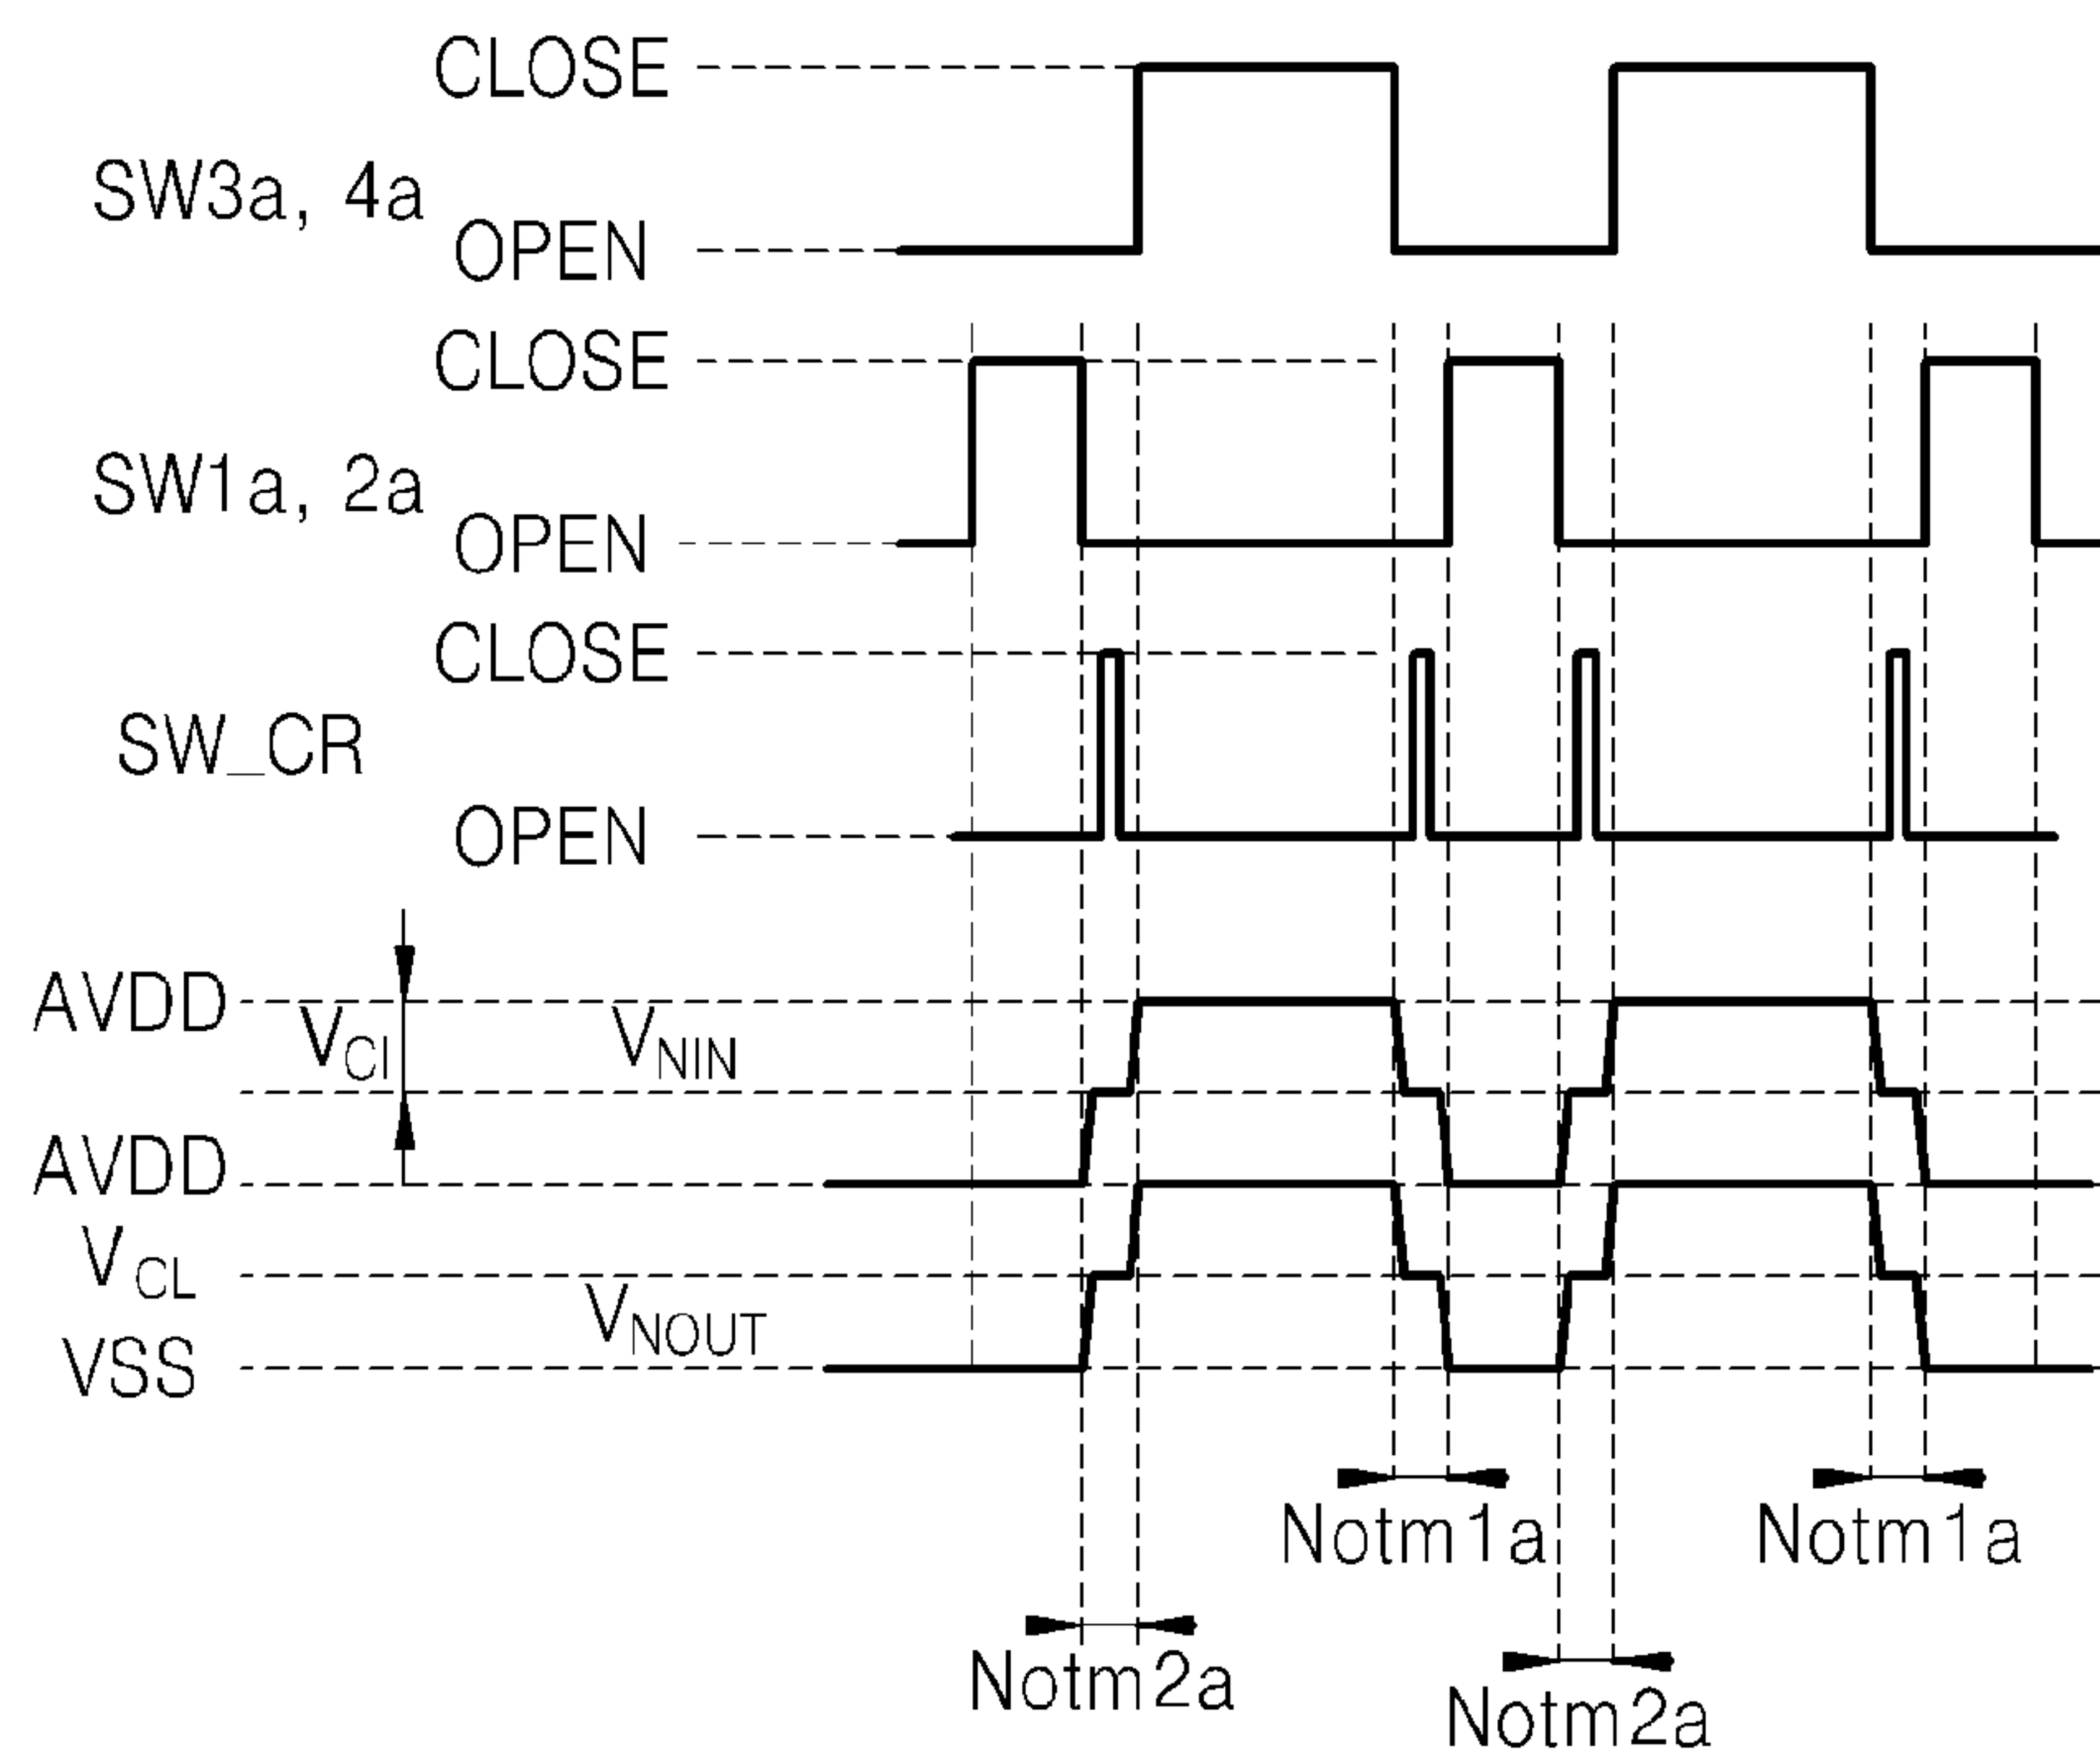 CLOSE
SW3a, 4a
OPEN
CLOSE
SW1a, 2a
OPEN
CLOSE
SW_CR
OPEN
AVDD
VCI
VNIN
AVDD
VCL
VNOUT
VSS
Notm1a
Notm1a
Notm2a
Notm2a